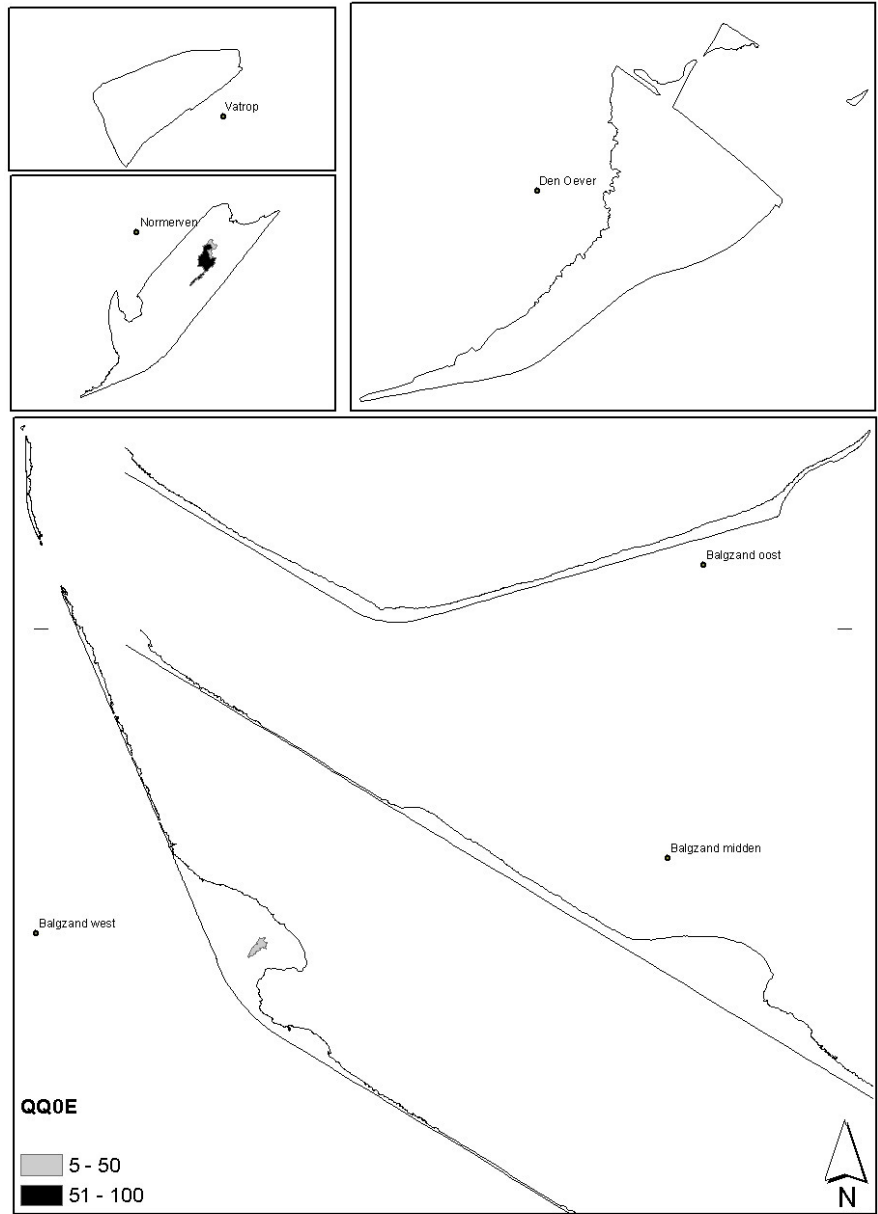 Vatrop
Normerven
Den Oever
Balgzand oost
Balgzand midden
Balgzand west
QQ0E
5 - 50
51 - 100
N